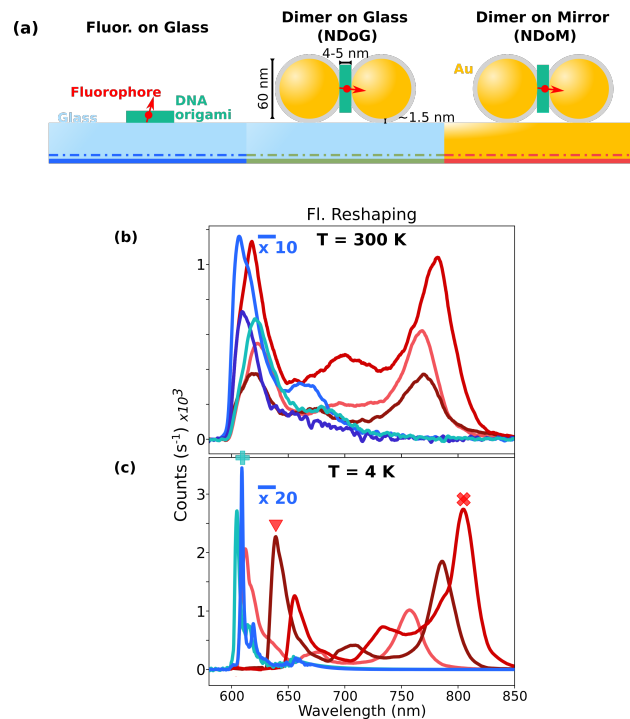 (a)
Fluor. on Glass
Dimer on Glass
(NDoG)
Dimer on Mirror
(NDoM)
4-5 nm
60 nm
Au
Fluorophore
DNA
origami
Glass
~1.5 nm
Fl. Reshaping
(b)
x 10
T = 300 K
1
0
(c)
x 20
T = 4 K
3
2
1
0
Counts (s⁻¹) x10³
600
650
700
750
800
850
Wavelength (nm)